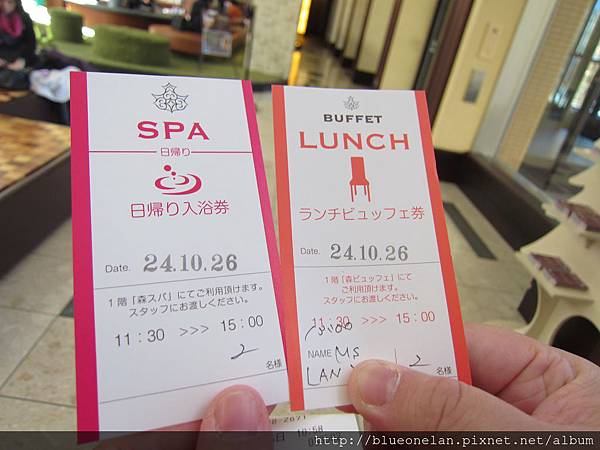 SPA
日帰り
日帰り入浴券
Date. 24.10.26
1階「森スパ」にてご利用頂けます。
スタッフにお渡しください。
11:30 >>> 15:00
2
名様
BUFFET
LUNCH
ランチビュッフェ券
Date. 24.10.26
1階「森ビュッフェ」にて
ご利用頂けます。
スタッフにお渡しください。
11:30 >>> 15:00
NAME MS
LAN
2
名様
10:58
http://blueonelan.pixnet.net/album